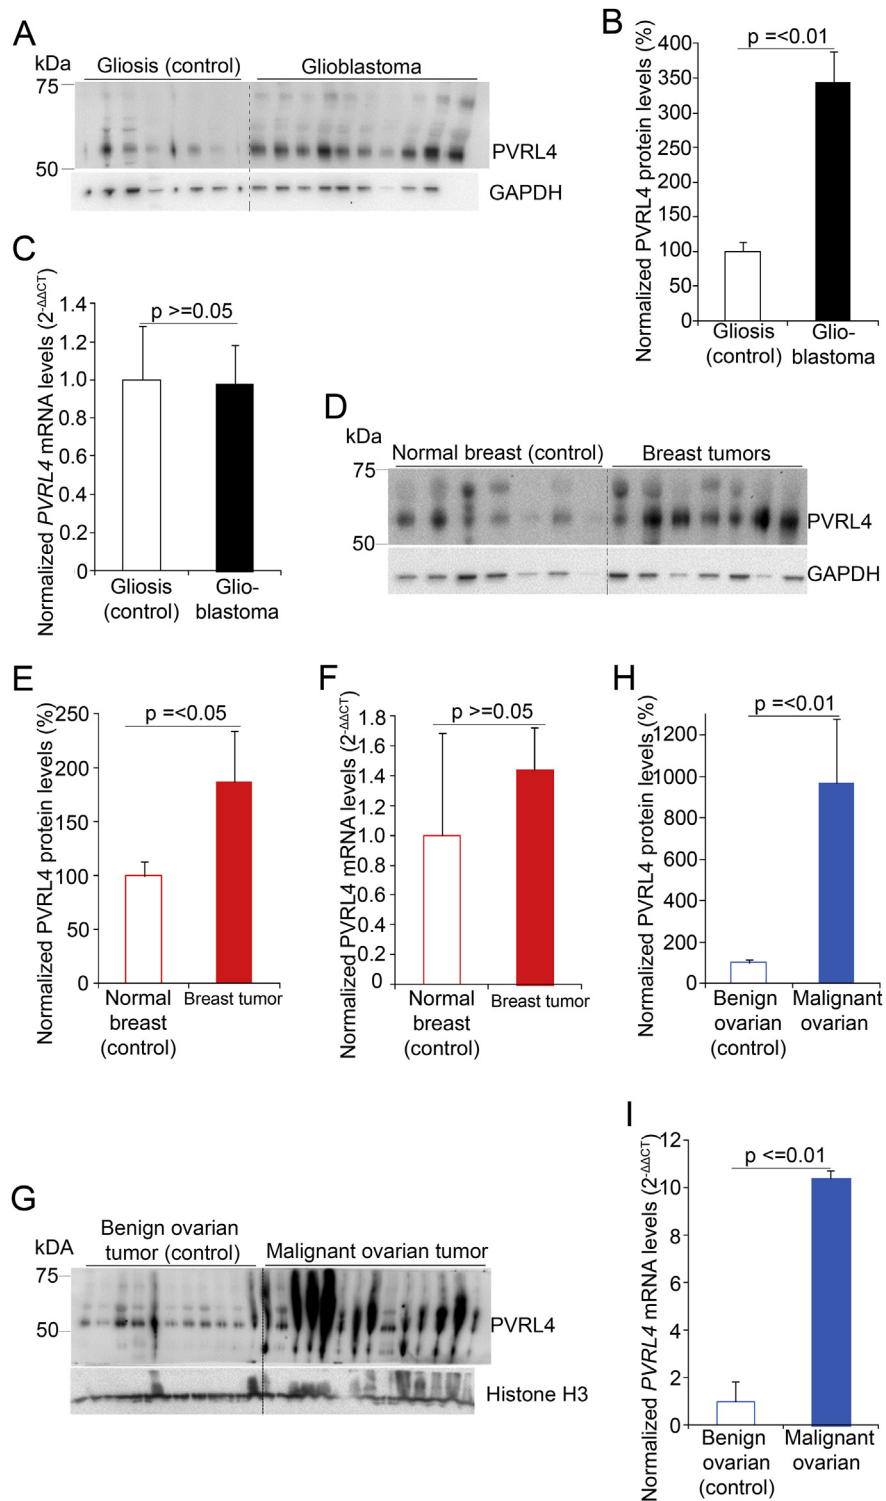 A
kDa
Gliosis (control)
Glioblastoma
75
50
PVRL4
GAPDH
B
Normalized PVRL4 protein levels (%)
p =<0.01
400
350
300
250
200
150
100
50
0
Gliosis
(control)
Glio-
blastoma
C
Normalized PVRL4 mRNA levels (2-ΔΔCT)
p >=0.05
1.4
1.2
1.0
0.8
0.6
0.4
0.2
0
Gliosis
(control)
Glio-
blastoma
D
kDa
Normal breast (control)
Breast tumors
75
50
PVRL4
GAPDH
E
Normalized PVRL4 protein levels (%)
p =<0.05
250
200
150
100
50
0
Normal
breast
(control)
Breast tumor
F
Normalized PVRL4 mRNA levels (2-ΔΔCT)
p >=0.05
1.8
1.6
1.4
1.2
1.0
0.8
0.6
0.4
0.2
0
Normal
breast
(control)
Breast tumor
H
Normalized PVRL4 protein levels (%)
p =<0.01
1200
1000
800
600
400
200
0
Benign
ovarian
(control)
Malignant
ovarian
G
kDA
Benign ovarian
tumor (control)
Malignant ovarian tumor
75
50
PVRL4
Histone H3
I
Normalized PVRL4 mRNA levels (2-ΔΔCT)
p <=0.01
12
10
8
6
4
2
0
Benign
ovarian
(control)
Malignant
ovarian